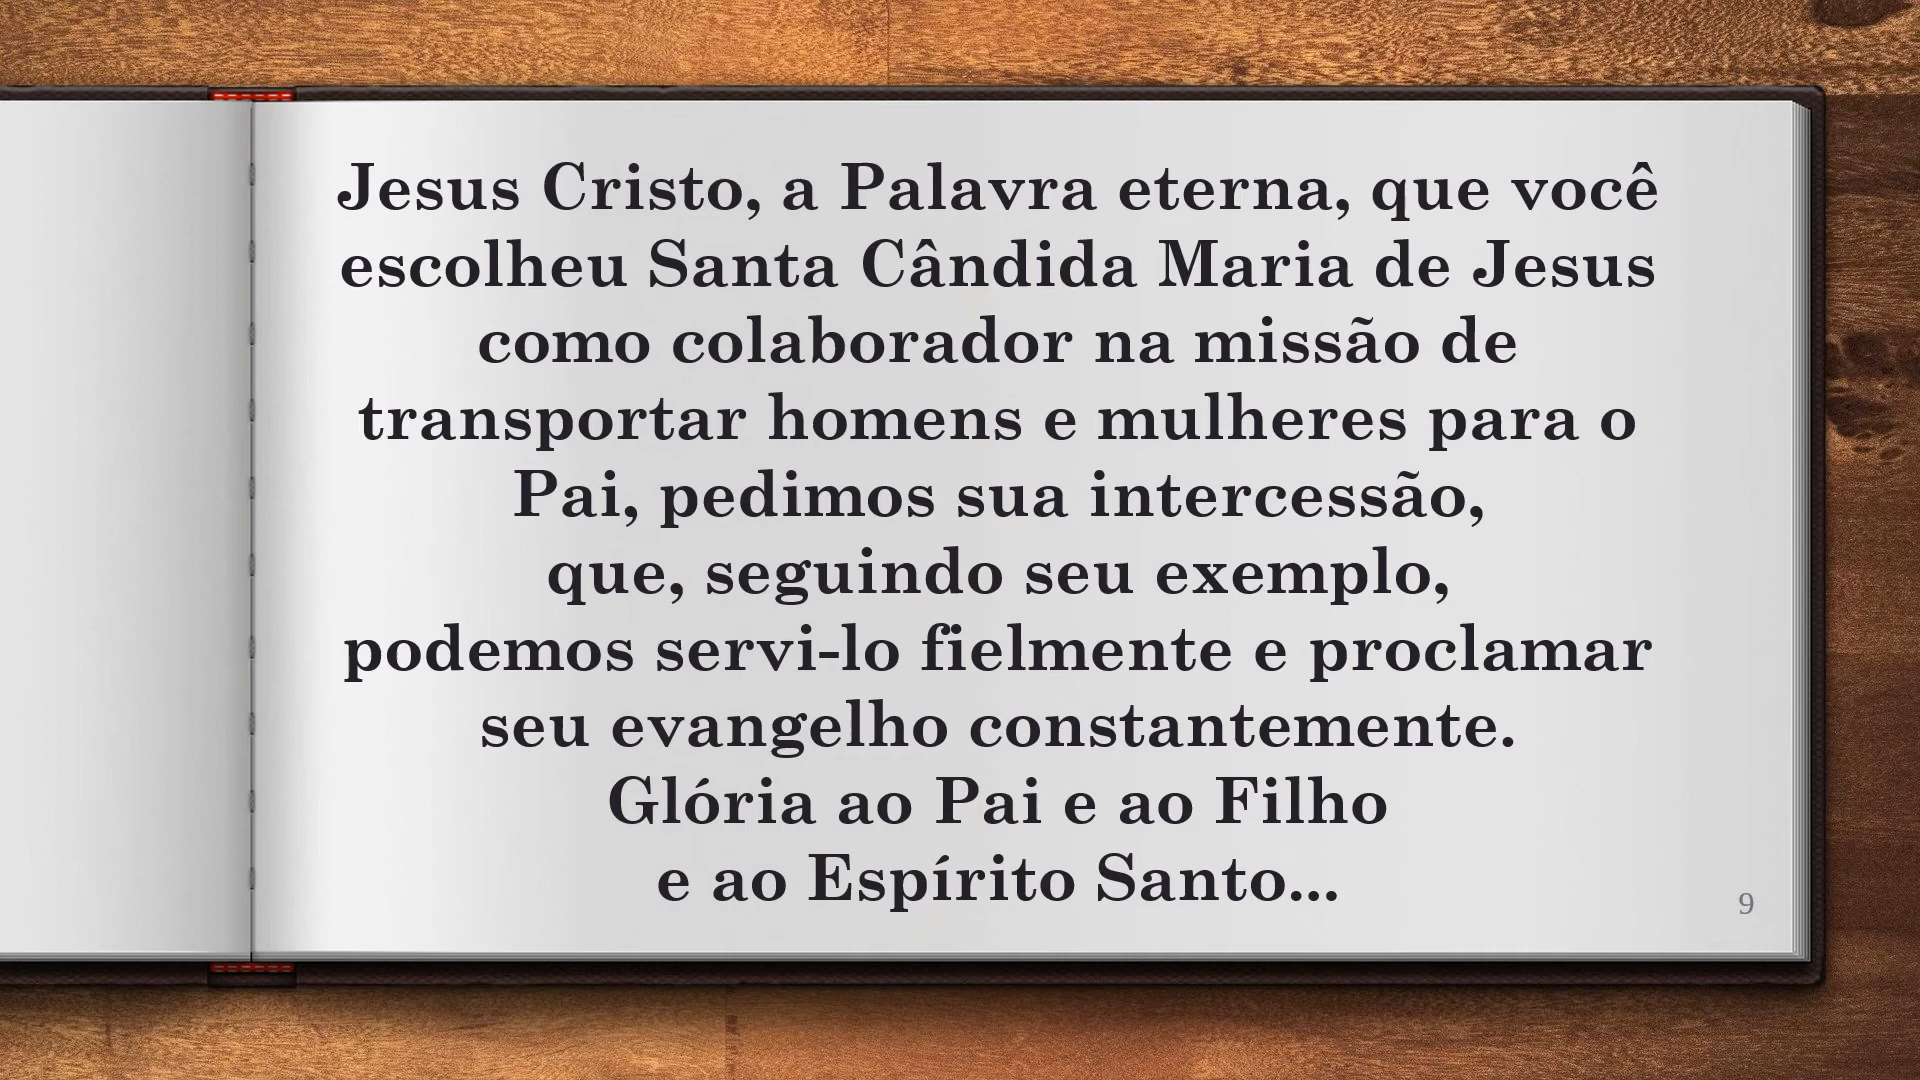 Jesus Cristo, a Palavra eterna, que você
escolheu Santa Cândida Maria de Jesus
como colaborador na missão de
transportar homens e mulheres para o
Pai, pedimos sua intercessão,
que, seguindo seu exemplo,
podemos servi-lo fielmente e proclamar
seu evangelho constantemente.
Glória ao Pai e ao Filho
e ao Espírito Santo...
9